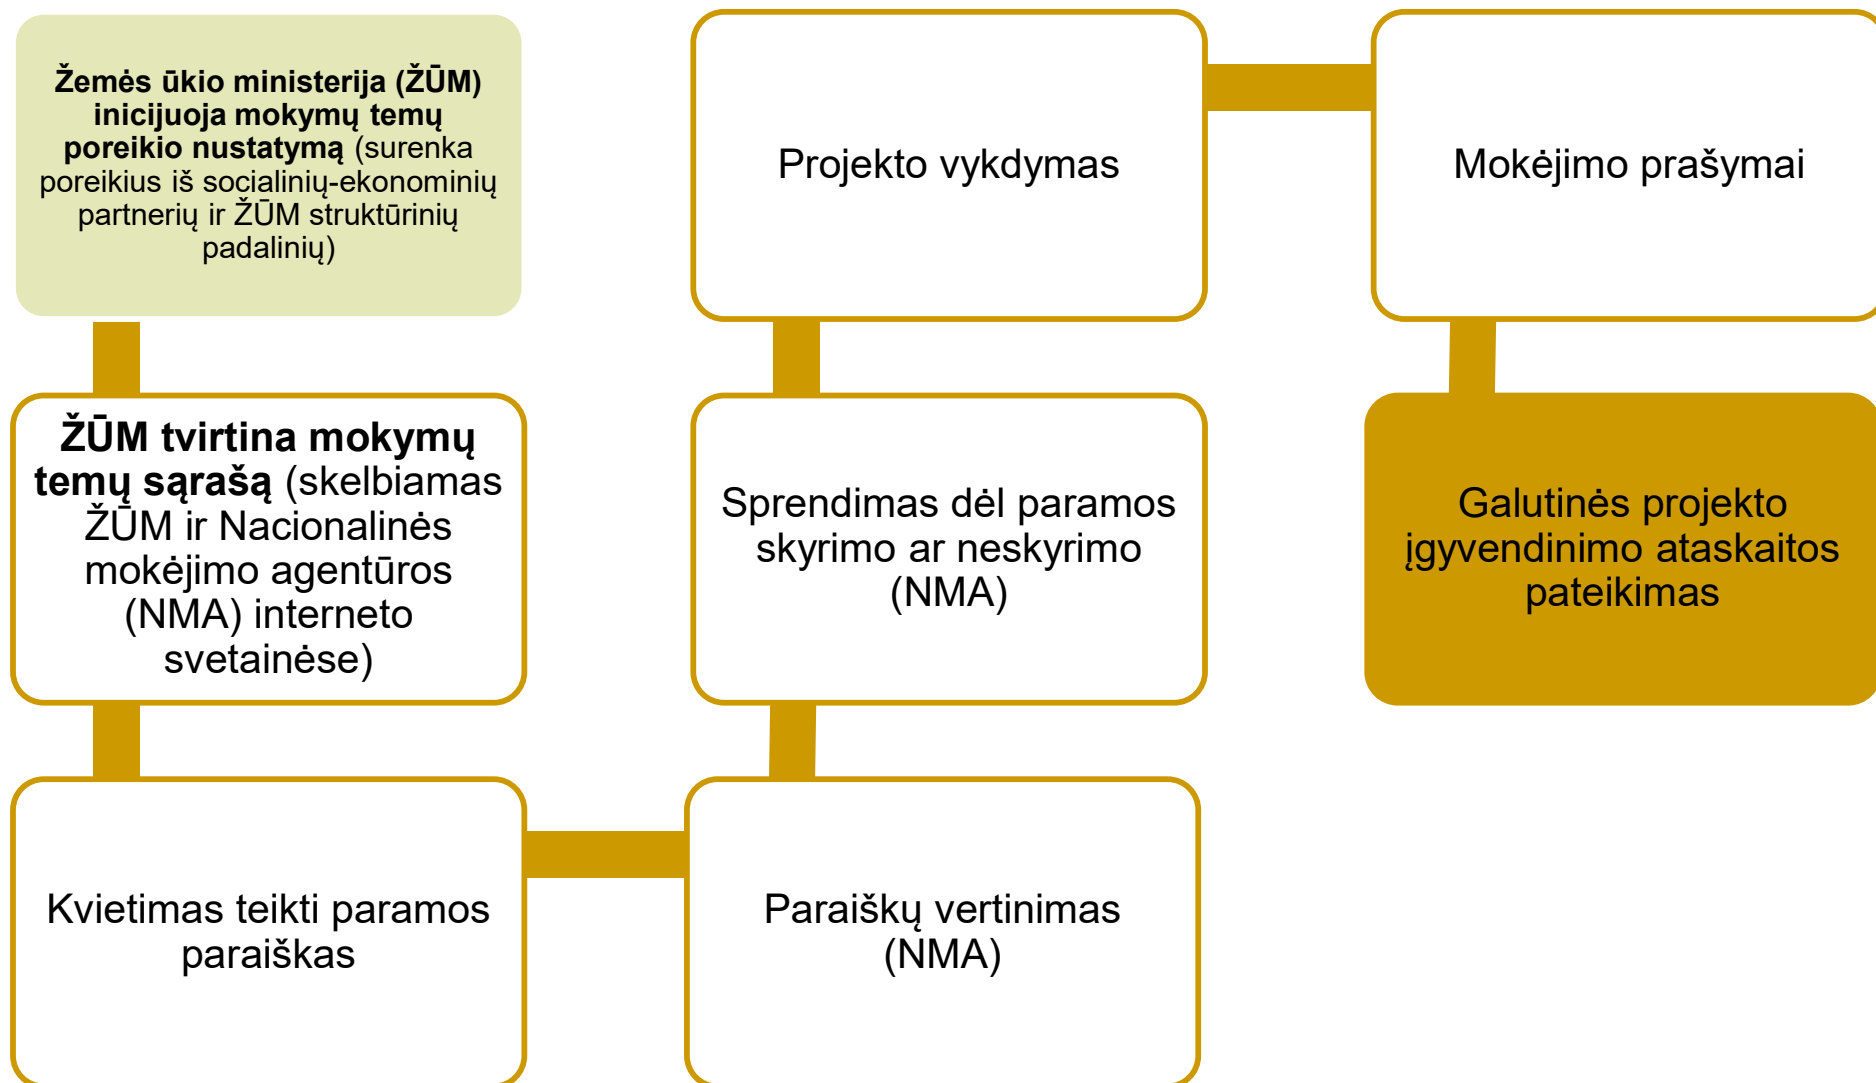 Žemės ūkio ministerija (ŽŪM)
inicijuoja mokymų temų
poreikio nustatymą (surenka
poreikius iš socialinių-ekonominių
partnerių ir ŽŪM struktūrinių
padalinių)
ŽŪM tvirtina mokymų
temų sąrašą (skelbiamas
ŽŪM ir Nacionalinės
mokėjimo agentūros
(NMA) interneto
svetainėse)
Kvietimas teikti paramos
paraiškas
Paraiškų vertinimas
(NMA)
Sprendimas dėl paramos
skyrimo ar neskyrimo
(NMA)
Projekto vykdymas
Mokėjimo prašymai
Galutinės projekto
įgyvendinimo ataskaitos
pateikimas